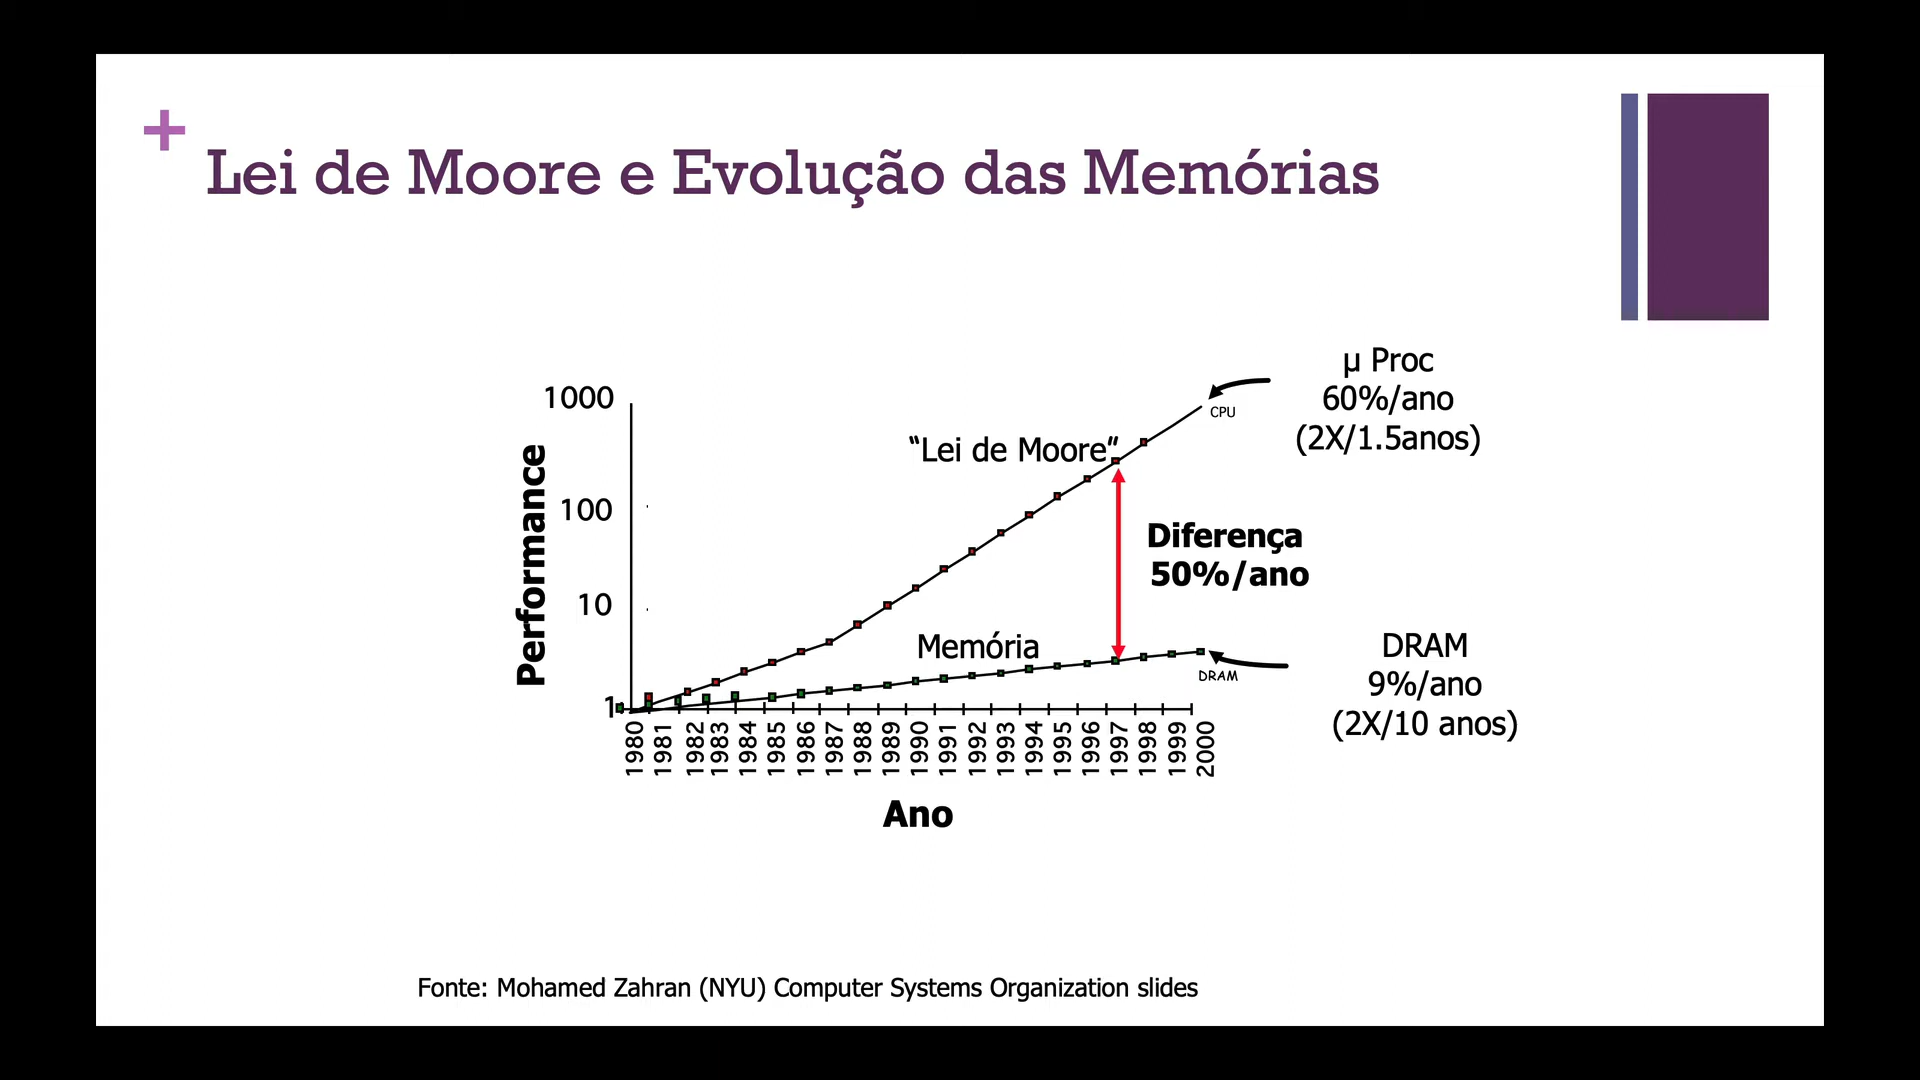 +
Lei de Moore e Evolução das Memórias
µ Proc
60%/ano
(2X/1.5anos)
1000
CPU
"Lei de Moore"
Performance
100
Diferença
50%/ano
10
Memória
DRAM
9%/ano
(2X/10 anos)
DRAM
1
1980 1981 1982 1983 1984 1985 1986 1987 1988 1989 1990 1991 1992 1993 1994 1995 1996 1997 1998 1999 2000
Ano
Fonte: Mohamed Zahran (NYU) Computer Systems Organization slides